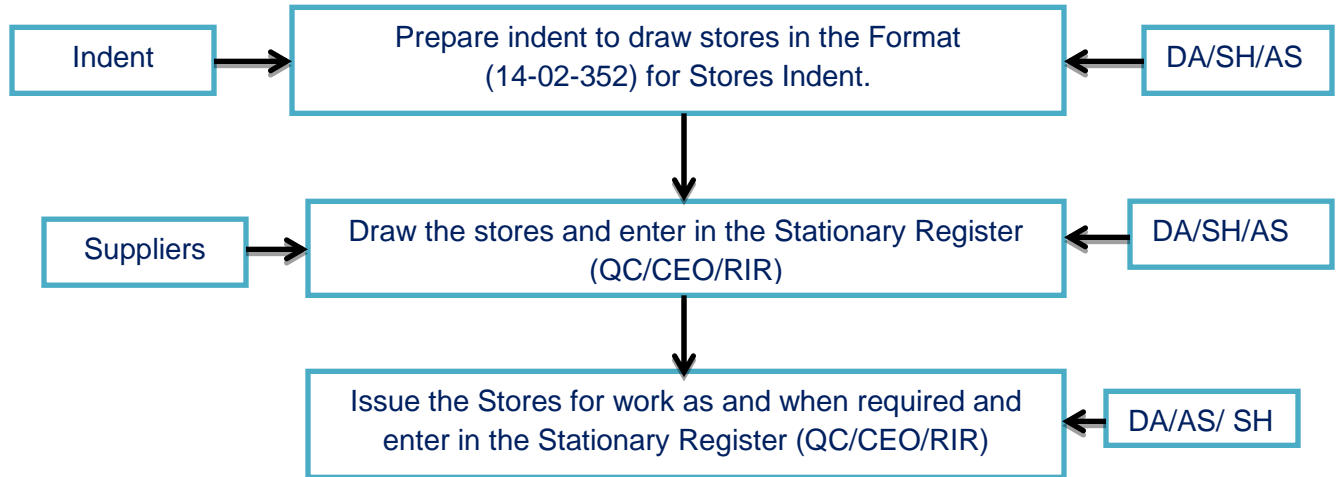 Indent
Prepare indent to draw stores in the Format
(14-02-352) for Stores Indent.
DA/SH/AS
Suppliers
Draw the stores and enter in the Stationary Register
(QC/CEO/RIR)
DA/SH/AS
Issue the Stores for work as and when required and
enter in the Stationary Register (QC/CEO/RIR)
DA/AS/ SH